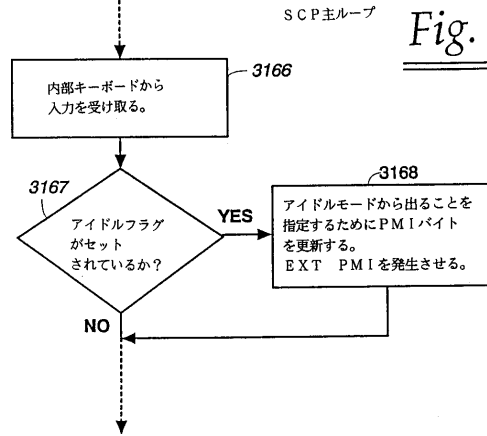 SCP主ループ
Fig.
内部キーボードから
入力を受け取る。
3166
3167
アイドルフラグ
がセット
されているか？
YES
NO
3168
アイドルモードから出ることを
指定するためにPMIバイト
を更新する。
EXT PMIを発生させる。